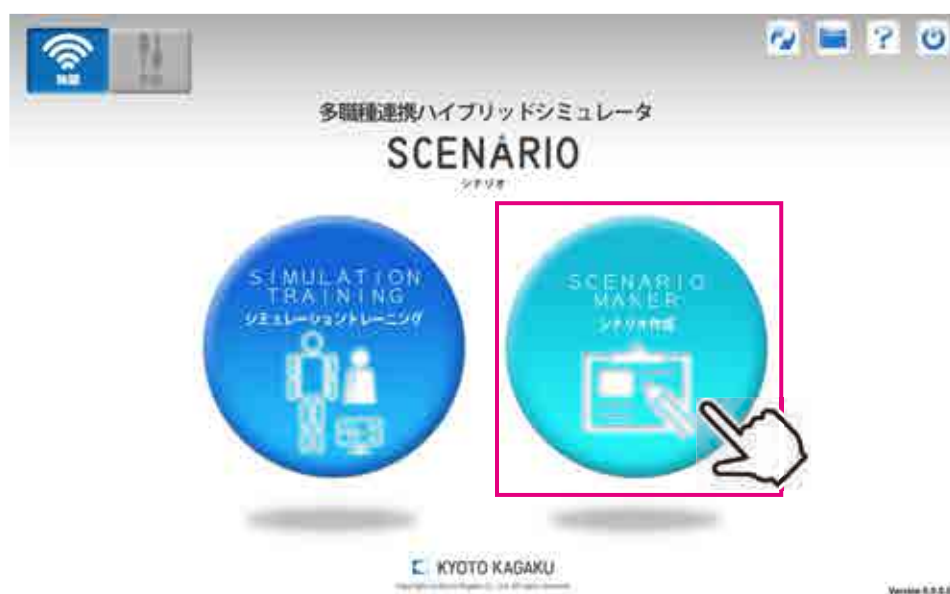 無線
多職種連携ハイブリッドシミュレータ
SCENARIO
シナリオ
SIMULATION
TRAINING
シミュレーショントレーニング
SCENARIO
MAKER
シナリオ作成
KYOTO KAGAKU